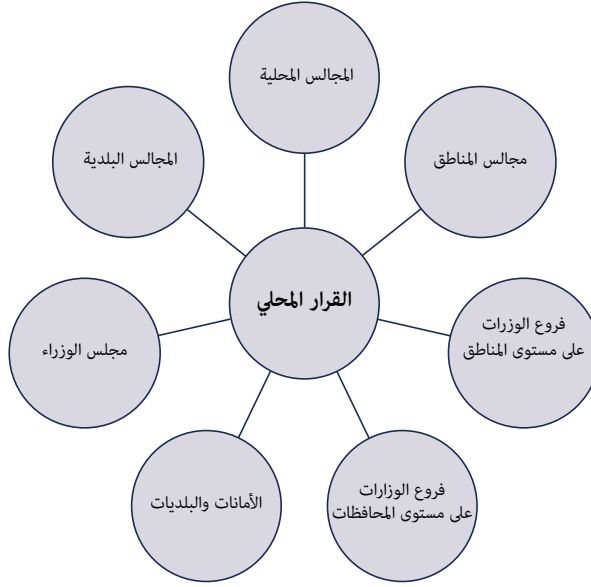 المجالس المحلية
مجالس المناطق
المجالس البلدية
القرار المحلي
فروع الوزرات
على مستوى المناطق
مجلس الوزراء
فروع الوزارات
على مستوى المحافظات
الأمانات والبلديات